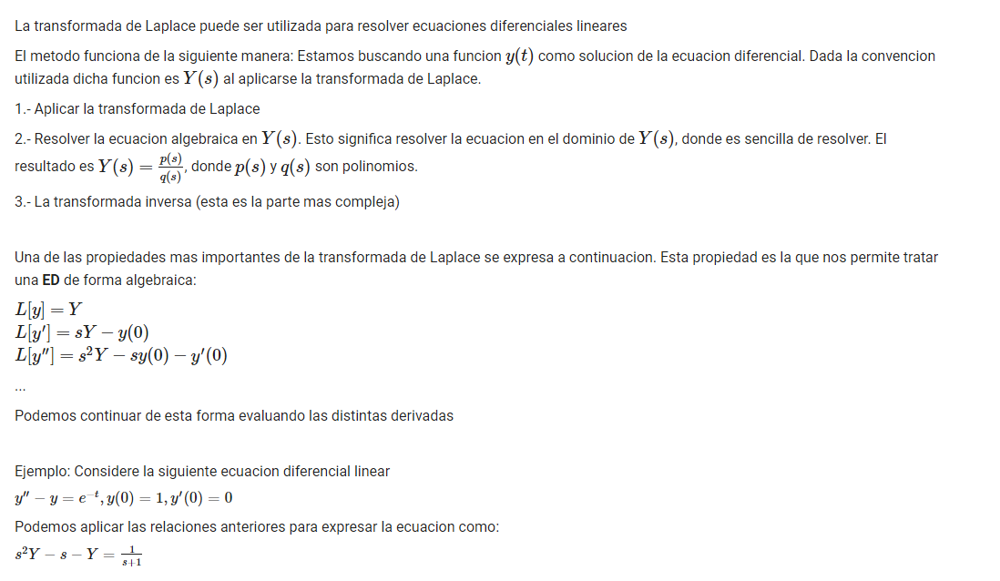 La transformada de Laplace puede ser utilizada para resolver ecuaciones diferenciales lineares
El metodo funciona de la siguiente manera: Estamos buscando una funcion y(t) como solucion de la ecuacion diferencial. Dada la convencion
utilizada dicha funcion es Y(s) al aplicarse la transformada de Laplace.
1.- Aplicar la transformada de Laplace
2.- Resolver la ecuacion algebraica en Y(s). Esto significa resolver la ecuacion en el dominio de Y(s), donde es sencilla de resolver. El
resultado es Y(s) = p(s)/q(s), donde p(s) y q(s) son polinomios.
3.- La transformada inversa (esta es la parte mas compleja)
Una de las propiedades mas importantes de la transformada de Laplace se expresa a continuacion. Esta propiedad es la que nos permite tratar
una ED de forma algebraica:
L[y] = Y
L[y′] = sY − y(0)
L[y″] = s²Y − sy(0) − y′(0)
...
Podemos continuar de esta forma evaluando las distintas derivadas
Ejemplo: Considere la siguiente ecuacion diferencial linear
y″ − y = e⁻ᵗ, y(0) = 1, y′(0) = 0
Podemos aplicar las relaciones anteriores para expresar la ecuacion como:
s²Y − s − Y = 1/(s+1)